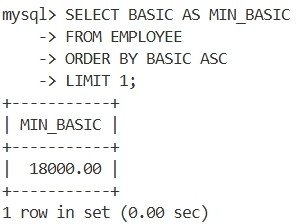 mysql> SELECT BASIC AS MIN_BASIC
-> FROM EMPLOYEE
-> ORDER BY BASIC ASC
-> LIMIT 1;
+-----------+
| MIN_BASIC |
+-----------+
| 18000.00 |
+-----------+
1 row in set (0.00 sec)